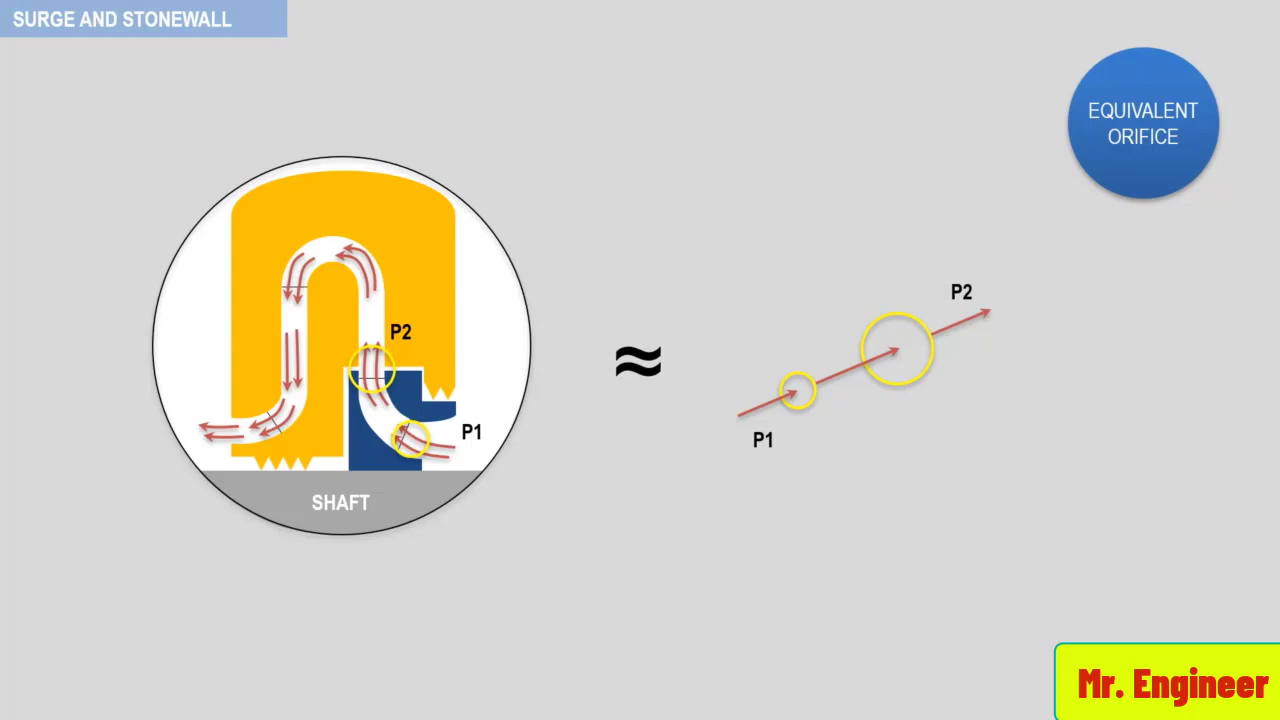 SURGE AND STONEWALL
EQUIVALENT
ORIFICE
P2
P1
SHAFT
≈
P2
P1
Mr. Engineer